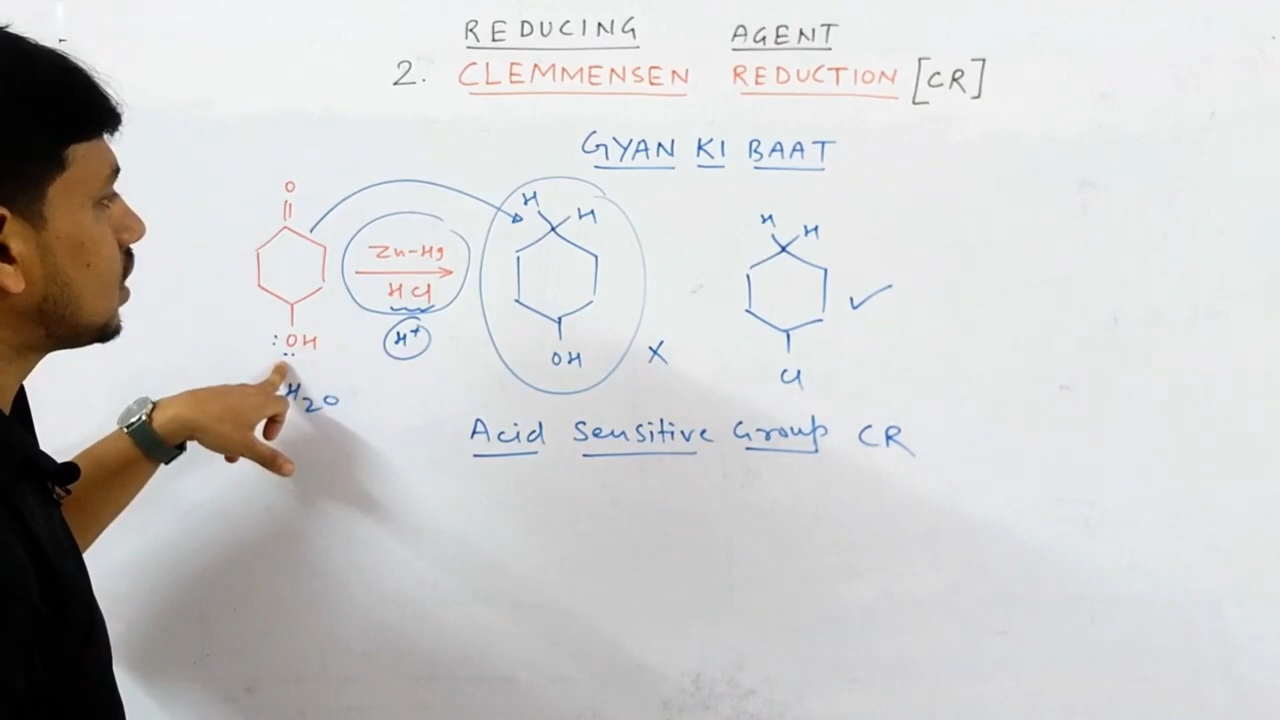 REDUCING AGENT
2. CLEMMENSEN REDUCTION [CR]
GYAN KI BAAT
O
H H
H H
Zn-Hg
HCl
H+
:OH
OH
X
Cl
H2O
Acid Sensitive Group CR